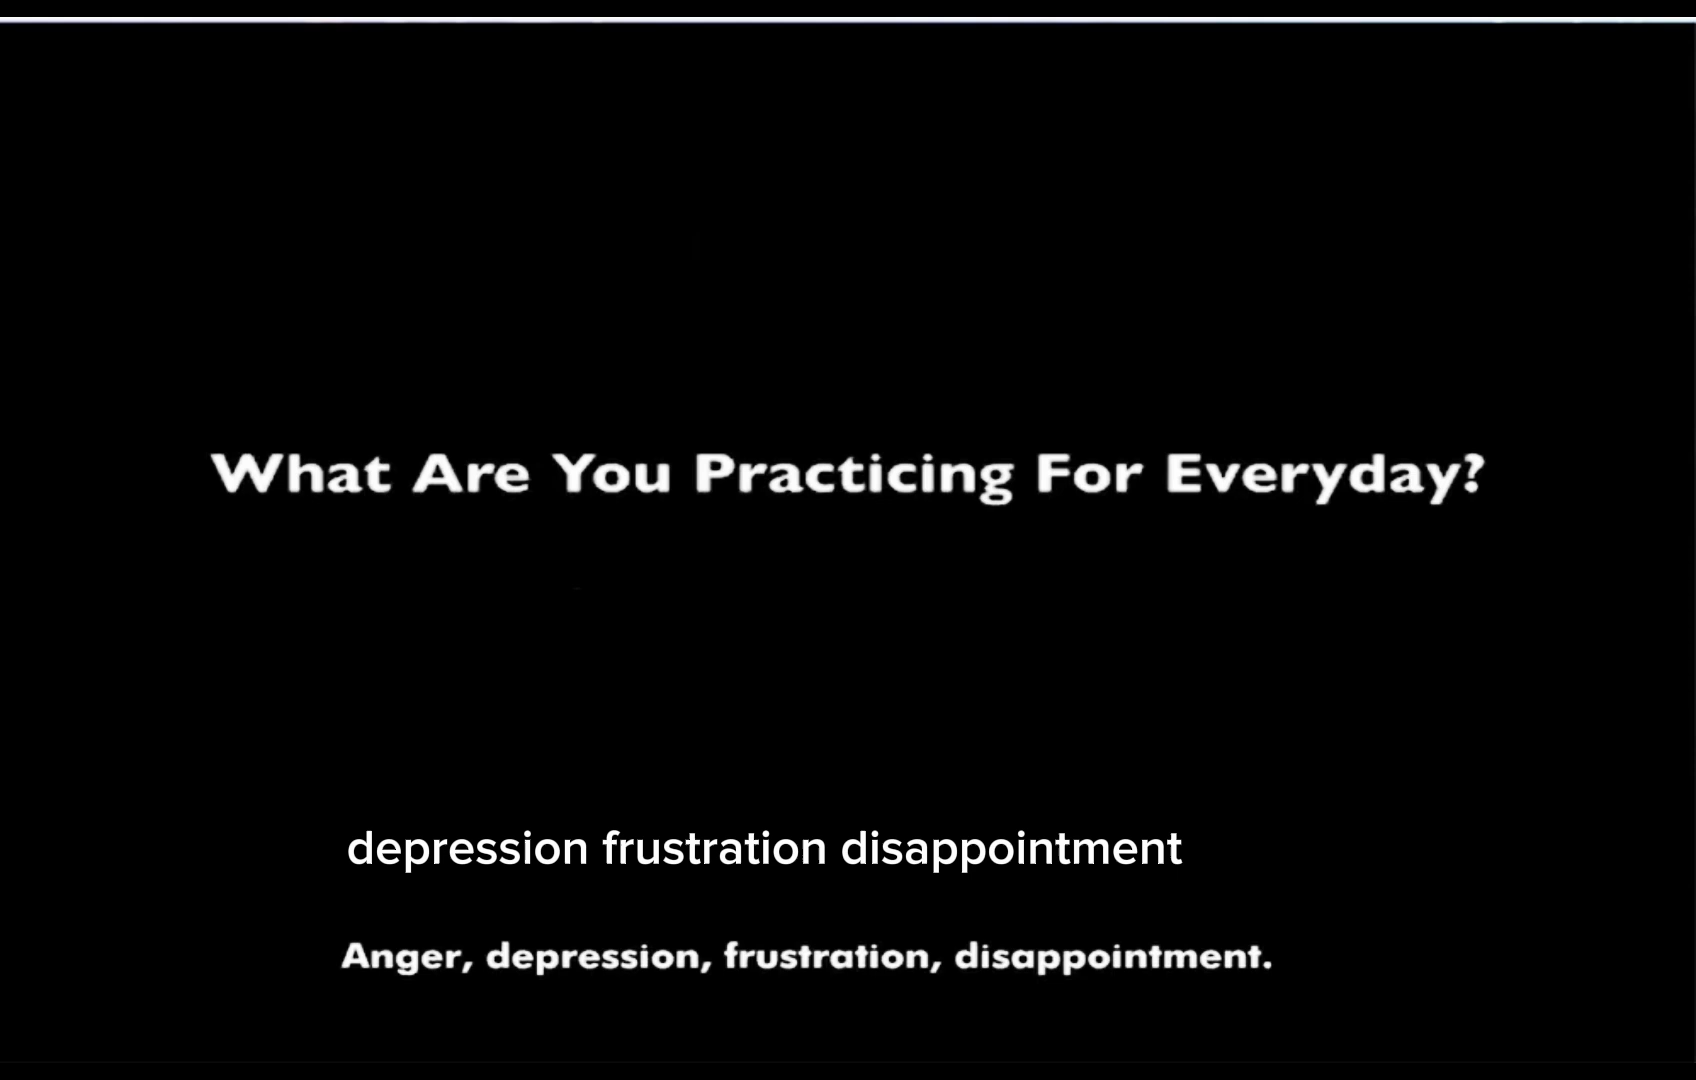 What Are You Practicing For Everyday?
depression frustration disappointment
Anger, depression, frustration, disappointment.